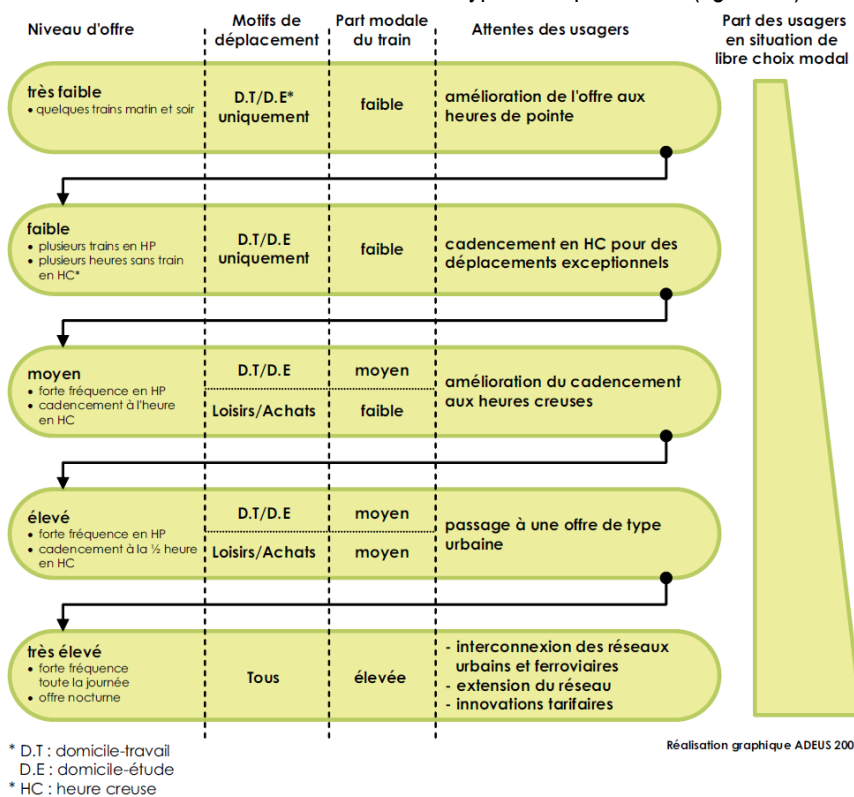 Niveau d'offre
Motifs de
déplacement
Part modale
du train
Attentes des usagers
Part des usagers
en situation de
libre choix modal
très faible
• quelques trains matin et soir
D.T/D.E*
uniquement
faible
amélioration de l'offre aux
heures de pointe
faible
• plusieurs trains en HP
• plusieurs heures sans train
en HC*
D.T/D.E
uniquement
faible
cadencement en HC pour des
déplacements exceptionnels
moyen
• forte fréquence en HP
• cadencement à l'heure
en HC
D.T/D.E
moyen
Loisirs/Achats
faible
amélioration du cadencement
aux heures creuses
élevé
• forte fréquence en HP
• cadencement à la ½ heure
en HC
D.T/D.E
moyen
Loisirs/Achats
moyen
passage à une offre de type
urbaine
très élevé
• forte fréquence
toute la journée
• offre nocturne
Tous
élevée
- interconnexion des réseaux
urbains et ferroviaires
- extension du réseau
- innovations tarifaires
* D.T : domicile-travail
D.E : domicile-étude
* HC : heure creuse
Réalisation graphique ADEUS 200